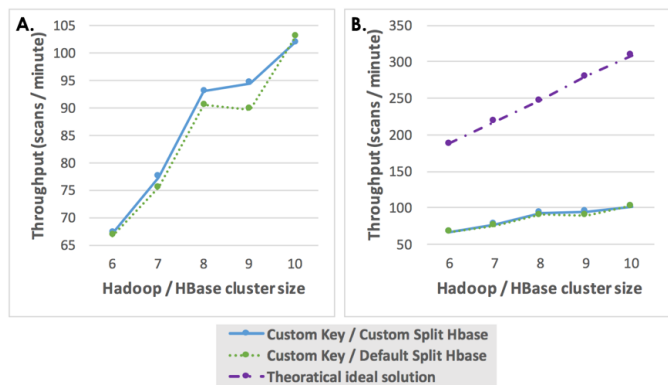 A.
Throughput (scans / minute)
105
100
95
90
85
80
75
70
65
6 7 8 9 10
Hadoop / HBase cluster size
B.
Throughput (scans / minute)
350
300
250
200
150
100
50
6 7 8 9 10
Hadoop / HBase cluster size
Custom Key / Custom Split Hbase
Custom Key / Default Split Hbase
Theoratical ideal solution